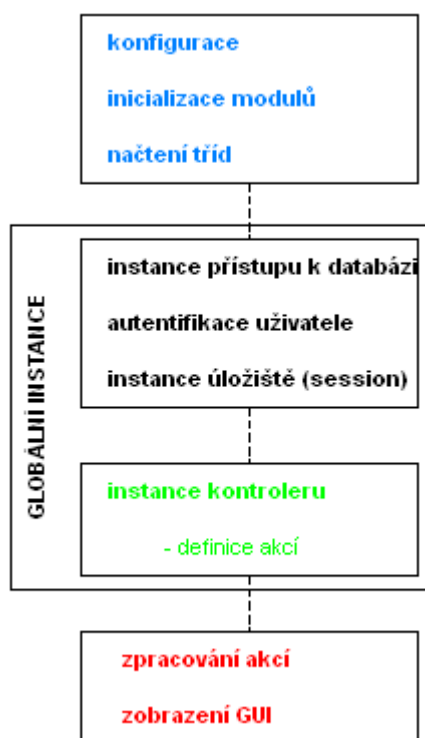 konfigurace
inicializace modulů
načtení tříd
GLOBÁLNÍ INSTANCE
instance přístupu k databázi
autentifikace uživatele
instance úložiště (session)
instance kontroleru
- definice akcí
zpracování akcí
zobrazení GUI